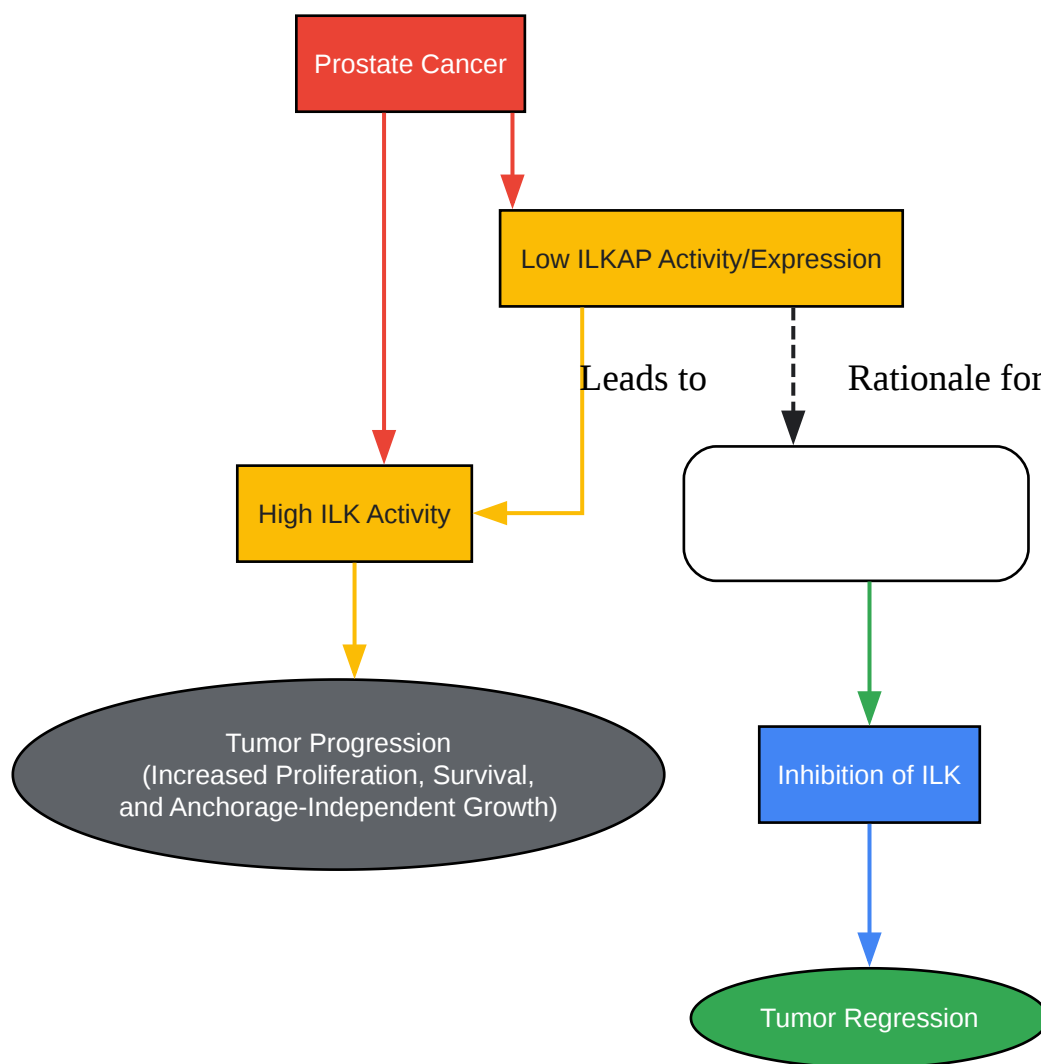 Prostate Cancer
Low ILKAP Activity/Expression
Leads to
Rationale for
High ILK Activity
Tumor Progression
(Increased Proliferation, Survival,
and Anchorage-Independent Growth)
Inhibition of ILK
Tumor Regression